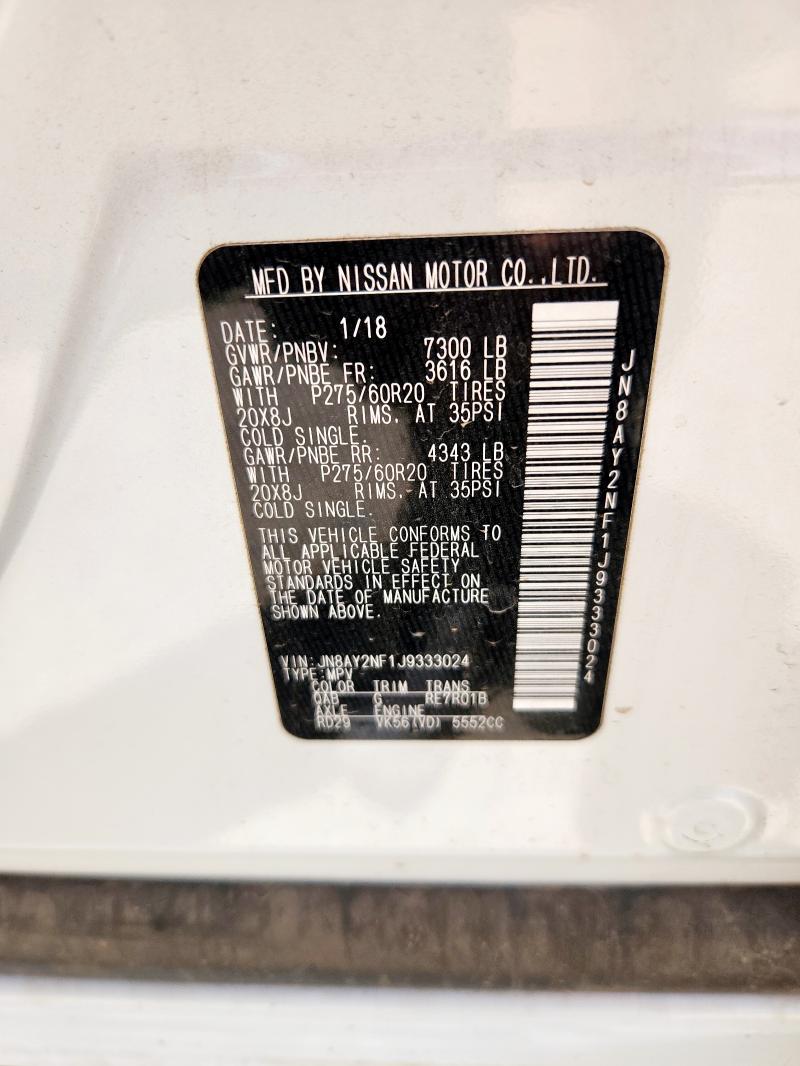 MFD BY NISSAN MOTOR CO.,LTD.
DATE: 1/18
GVWR/PNBV: 7300 LB
GAWR/PNBE FR: 3616 LB
WITH P275/60R20 TIRES
20X8J RIMS. AT 35PSI
COLD SINGLE.
GAWR/PNBE RR: 4343 LB
WITH P275/60R20 TIRES
20X8J RIMS. AT 35PSI
COLD SINGLE.
THIS VEHICLE CONFORMS TO
ALL APPLICABLE FEDERAL
MOTOR VEHICLE SAFETY
STANDARDS IN EFFECT ON
THE DATE OF MANUFACTURE
SHOWN ABOVE.
VIN:JN8AY2NF1J9333024
TYPE:MPV
COLOR TRIM TRANS
QAB G RE7R01B
AXLE ENGINE
RD29 VK56(VD) 5552CC
JN8AY2NF1J9333024